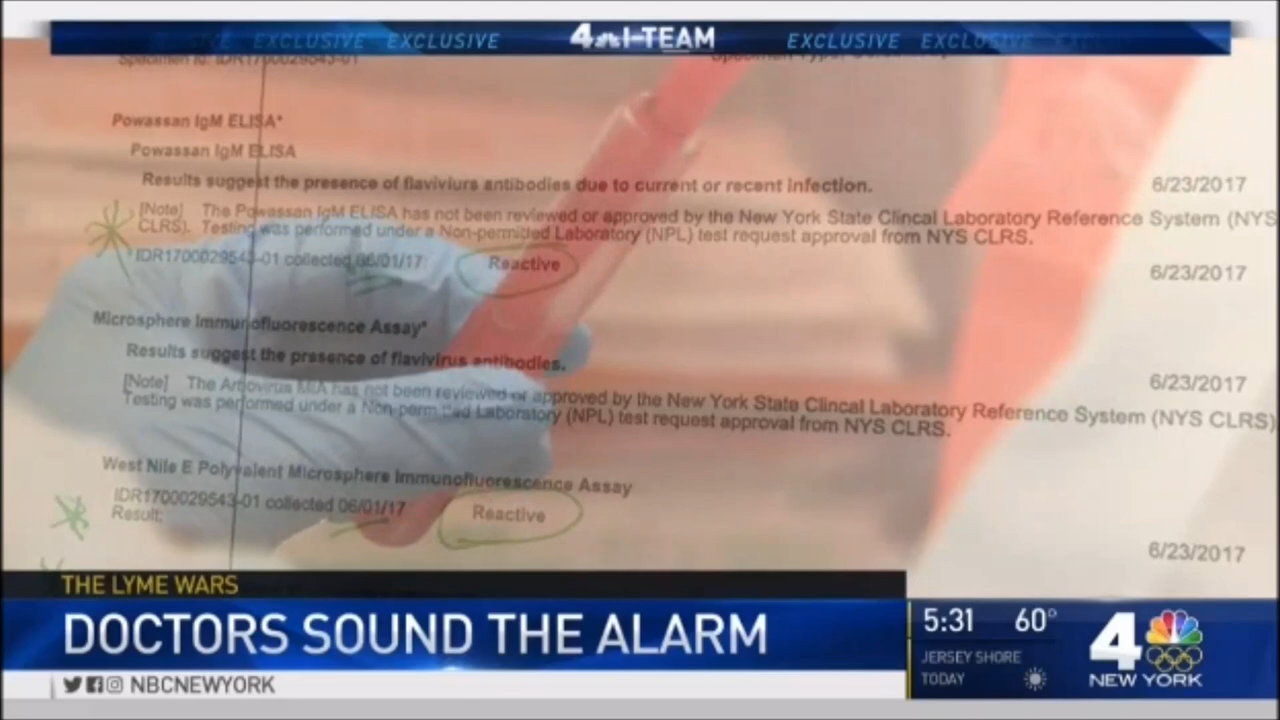 EXCLUSIVE EXCLUSIVE 4 I-TEAM EXCLUSIVE EXCLUSIVE
Specimen Id: IDR1700029543-01
Powassan IgM ELISA*
Powassan IgM ELISA
Results suggest the presence of flaviviurs antibodies due to current or recent infection. 6/23/2017
[Note] The Powassan IgM ELISA has not been reviewed or approved by the New York State Clincal Laboratory Reference System (NYS
CLRS). Testing was performed under a Non-permitted Laboratory (NPL) test request approval from NYS CLRS.
IDR1700029543-01 collected 06/01/17: Reactive 6/23/2017
Microsphere Immunofluorescence Assay*
Results suggest the presence of flavivirus antibodies. 6/23/2017
[Note] The Arbovirus MIA has not been reviewed or approved by the New York State Clincal Laboratory Reference System (NYS CLRS)
Testing was performed under a Non-permitted Laboratory (NPL) test request approval from NYS CLRS.
West Nile E Polyvalent Microsphere Immunofluorescence Assay
IDR1700029543-01 collected 06/01/17 Reactive 6/23/2017
Result:
THE LYME WARS
DOCTORS SOUND THE ALARM
NBCNEWYORK
5:31 60°
JERSEY SHORE
TODAY
4
NEW YORK